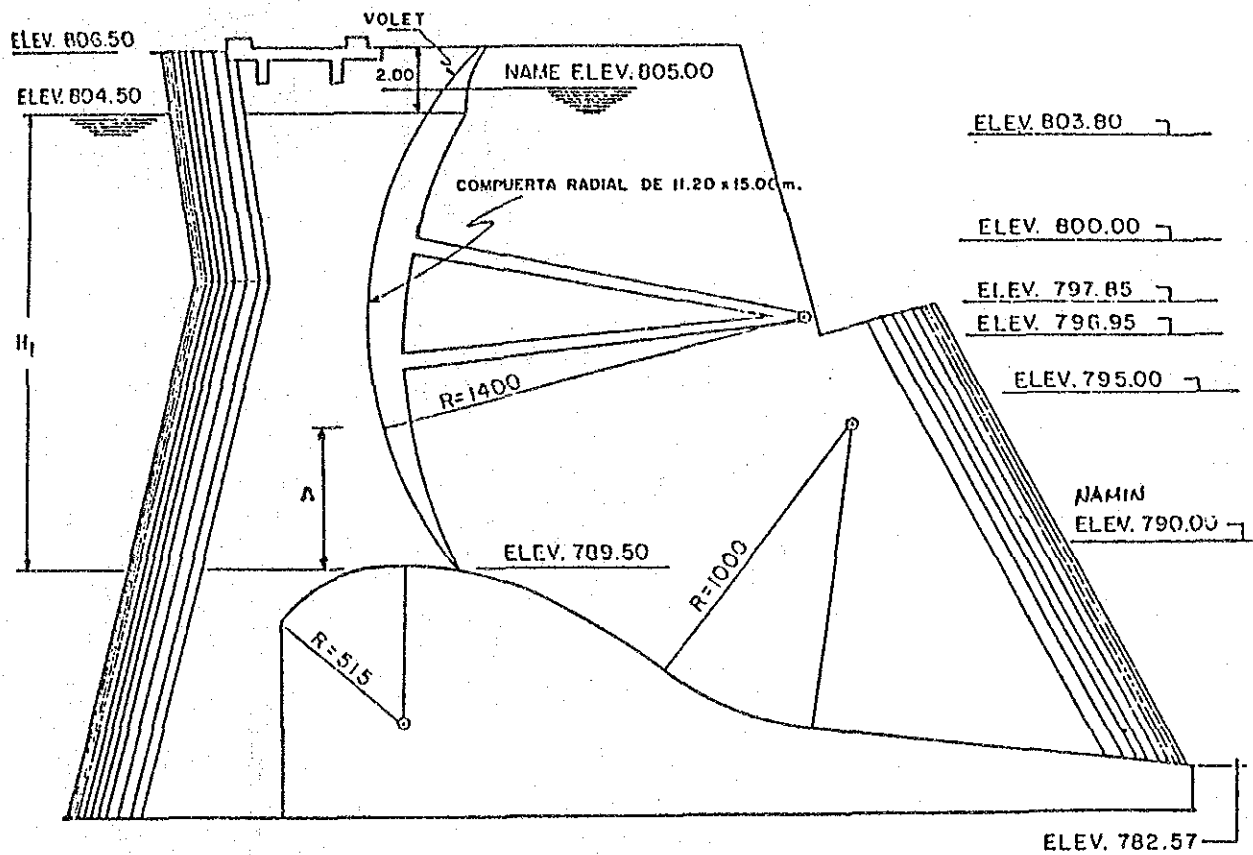 VOLET
ELEV. 806.50
2.00
NAME ELEV. 805.00
ELEV. 804.50
ELEV. 803.80
COMPUERTA RADIAL DE 11.20 x 15.00 m.
ELEV. 800.00
ELEV. 797.85
ELEV. 796.95
H1
ELEV. 795.00
R=1400
A
NAMIN
ELEV. 790.00
ELEV. 789.50
R=1000
R=515
ELEV. 782.57